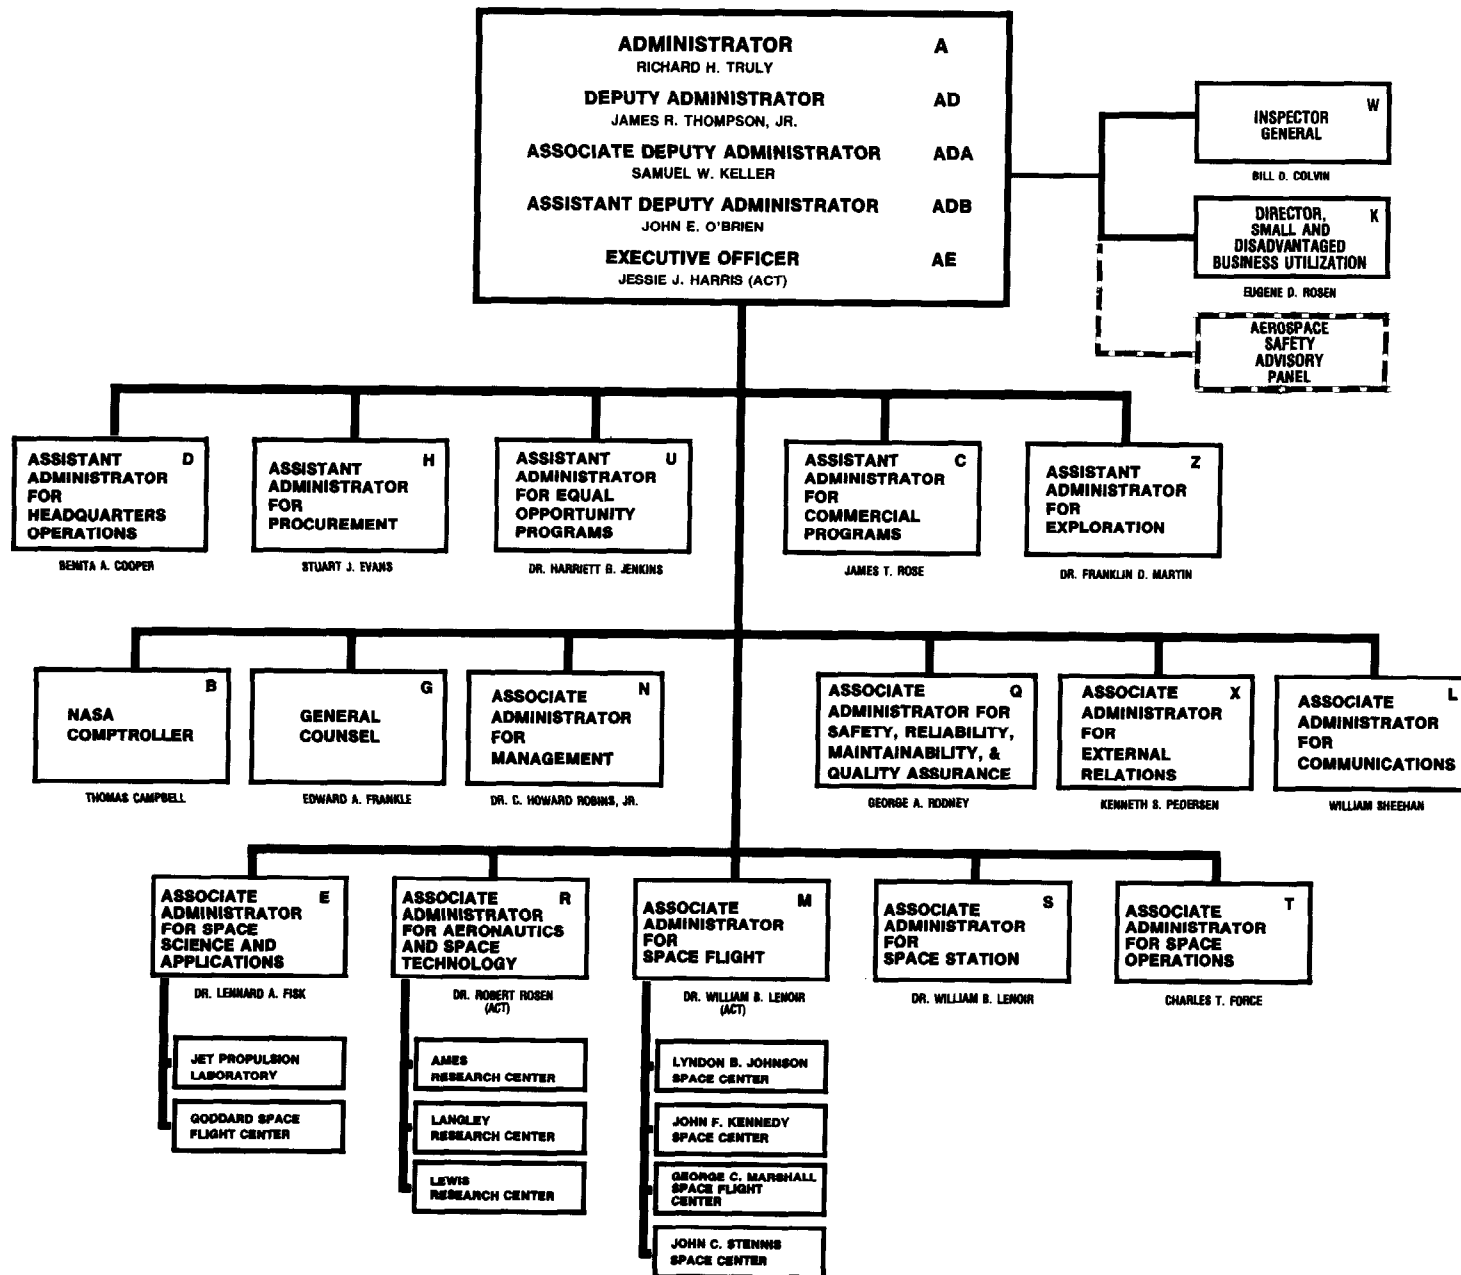 ADMINISTRATOR A
RICHARD H. TRULY
DEPUTY ADMINISTRATOR AD
JAMES R. THOMPSON, JR.
ASSOCIATE DEPUTY ADMINISTRATOR ADA
SAMUEL W. KELLER
ASSISTANT DEPUTY ADMINISTRATOR ADB
JOHN E. O'BRIEN
EXECUTIVE OFFICER AE
JESSIE J. HARRIS (ACT)
W
INSPECTOR
GENERAL
BILL D. COLVIN
DIRECTOR, K
SMALL AND
DISADVANTAGED
BUSINESS UTILIZATION
EUGENE D. ROSEN
AEROSPACE
SAFETY
ADVISORY
PANEL
ASSISTANT D
ADMINISTRATOR
FOR
HEADQUARTERS
OPERATIONS
BENITA A. COOPER
H
ASSISTANT
ADMINISTRATOR
FOR
PROCUREMENT
STUART J. EVANS
ASSISTANT U
ADMINISTRATOR
FOR EQUAL
OPPORTUNITY
PROGRAMS
DR. HARRIETT G. JENKINS
ASSISTANT C
ADMINISTRATOR
FOR
COMMERCIAL
PROGRAMS
JAMES T. ROSE
Z
ASSISTANT
ADMINISTRATOR
FOR
EXPLORATION
DR. FRANKLIN D. MARTIN
B
NASA
COMPTROLLER
THOMAS CAMPBELL
G
GENERAL
COUNSEL
EDWARD A. FRANKLE
ASSOCIATE N
ADMINISTRATOR
FOR
MANAGEMENT
DR. C. HOWARD ROBINS, JR.
ASSOCIATE Q
ADMINISTRATOR FOR
SAFETY, RELIABILITY,
MAINTAINABILITY, &
QUALITY ASSURANCE
GEORGE A. RODNEY
ASSOCIATE X
ADMINISTRATOR
FOR
EXTERNAL
RELATIONS
KENNETH S. PEDERSEN
L
ASSOCIATE
ADMINISTRATOR
FOR
COMMUNICATIONS
WILLIAM SHEEHAN
ASSOCIATE E
ADMINISTRATOR
FOR SPACE
SCIENCE AND
APPLICATIONS
DR. LENNARD A. FISK
JET PROPULSION
LABORATORY
GODDARD SPACE
FLIGHT CENTER
ASSOCIATE R
ADMINISTRATOR
FOR AERONAUTICS
AND SPACE
TECHNOLOGY
DR. ROBERT ROSEN
(ACT)
AMES
RESEARCH CENTER
LANGLEY
RESEARCH CENTER
LEWIS
RESEARCH CENTER
M
ASSOCIATE
ADMINISTRATOR
FOR
SPACE FLIGHT
DR. WILLIAM B. LENOIR
(ACT)
LYNDON B. JOHNSON
SPACE CENTER
JOHN F. KENNEDY
SPACE CENTER
GEORGE C. MARSHALL
SPACE FLIGHT
CENTER
JOHN C. STENNIS
SPACE CENTER
S
ASSOCIATE
ADMINISTRATOR
FOR
SPACE STATION
DR. WILLIAM B. LENOIR
T
ASSOCIATE
ADMINISTRATOR
FOR SPACE
OPERATIONS
CHARLES T. FORCE